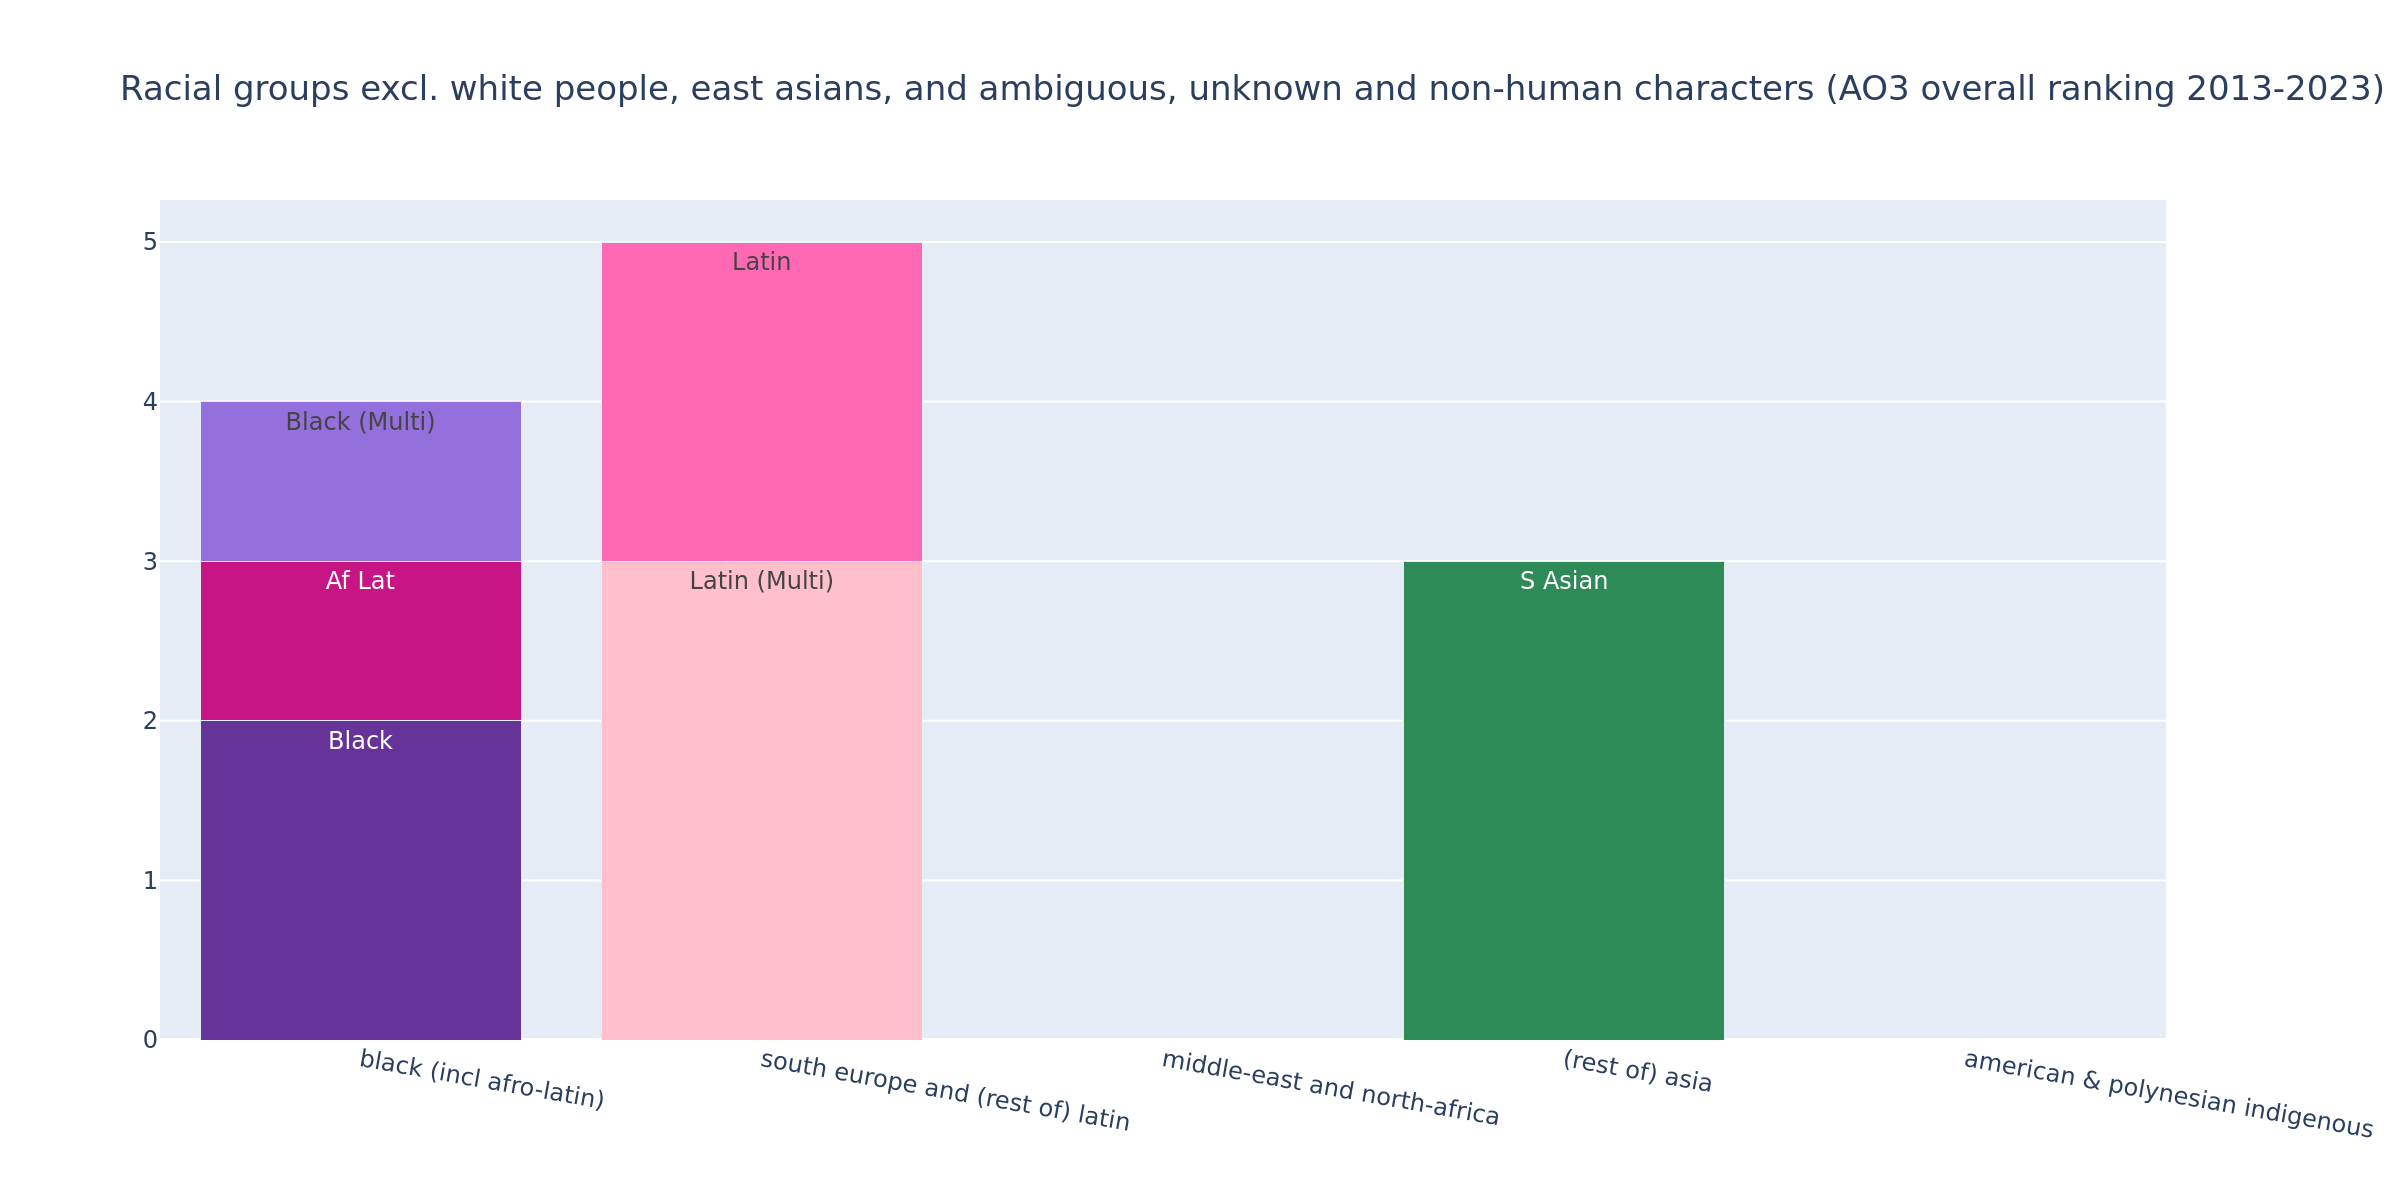 Racial groups excl. white people, east asians, and ambiguous, unknown and non-human characters (AO3 overall ranking 2013-2023)
5
4
3
2
1
0
Black (Multi)
Af Lat
Black
Latin
Latin (Multi)
S Asian
black (incl afro-latin)
south europe and (rest of) latin
middle-east and north-africa
(rest of) asia
american & polynesian indigenous